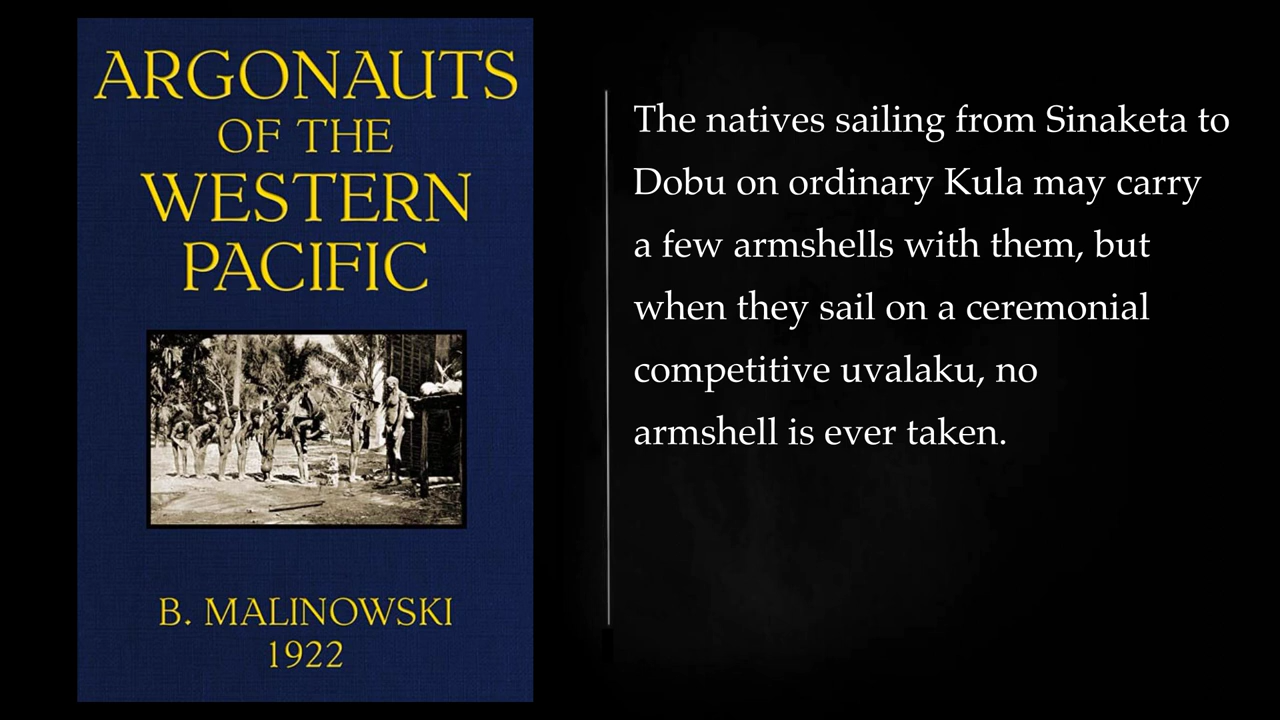 ARGONAUTS
OF THE
WESTERN
PACIFIC
B. MALINOWSKI
1922
The natives sailing from Sinaketa to
Dobu on ordinary Kula may carry
a few armshells with them, but
when they sail on a ceremonial
competitive uvalaku, no
armshell is ever taken.